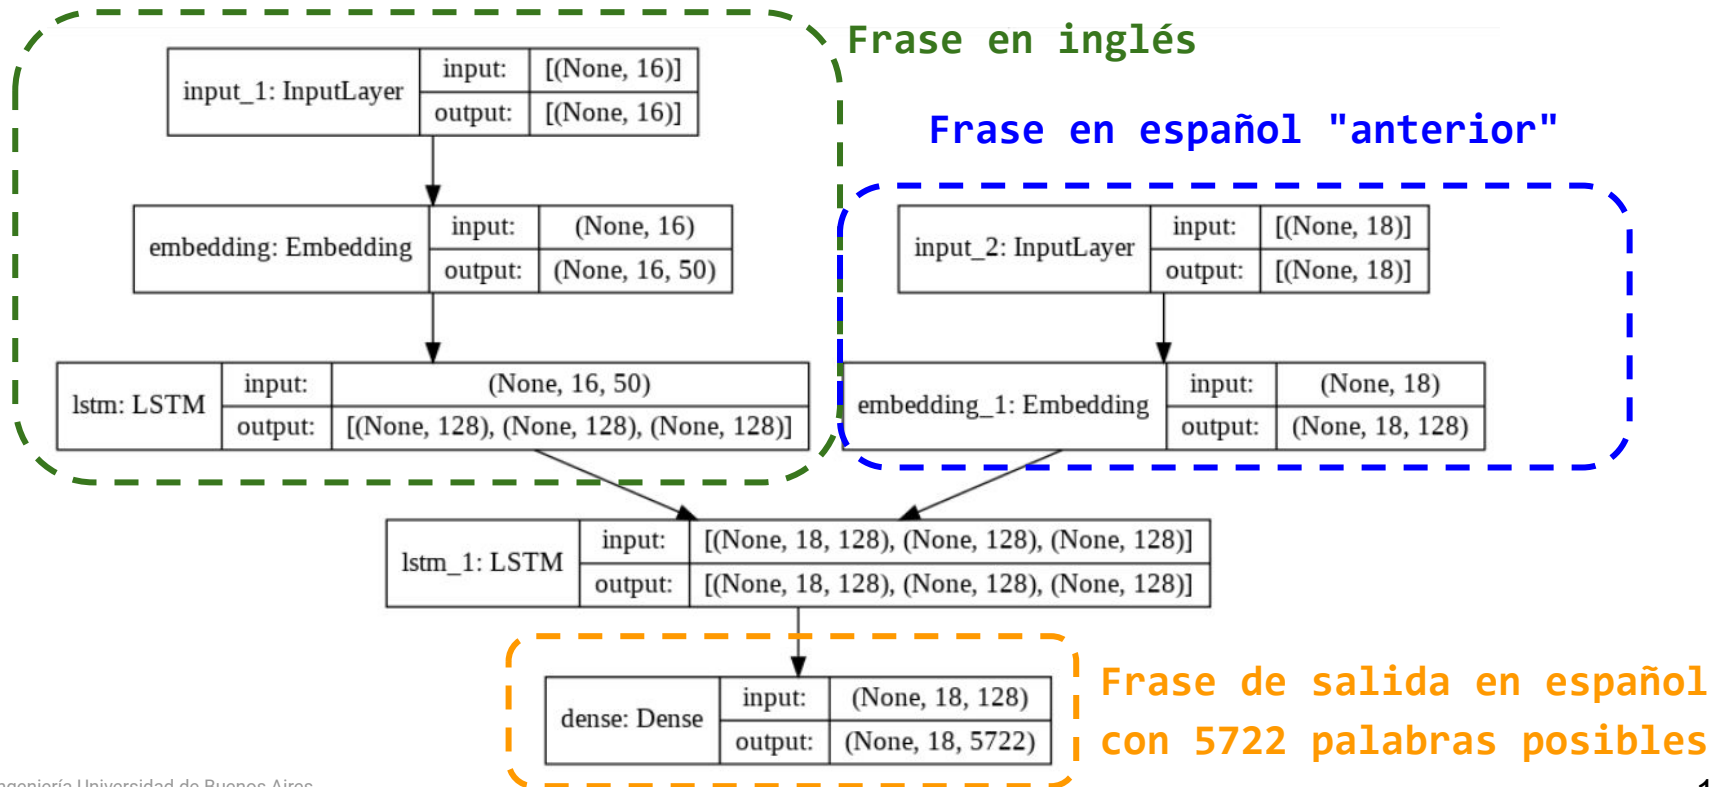 Frase en inglés
input_1: InputLayer
input: [(None, 16)]
output: [(None, 16)]
Frase en español "anterior"
embedding: Embedding
input: (None, 16)
output: (None, 16, 50)
input_2: InputLayer
input: [(None, 18)]
output: [(None, 18)]
lstm: LSTM
input: (None, 16, 50)
output: [(None, 128), (None, 128), (None, 128)]
embedding_1: Embedding
input: (None, 18)
output: (None, 18, 128)
lstm_1: LSTM
input: [(None, 18, 128), (None, 128), (None, 128)]
output: [(None, 18, 128), (None, 128), (None, 128)]
dense: Dense
input: (None, 18, 128)
output: (None, 18, 5722)
Frase de salida en español
con 5722 palabras posibles
Universidad de Buenos Aires